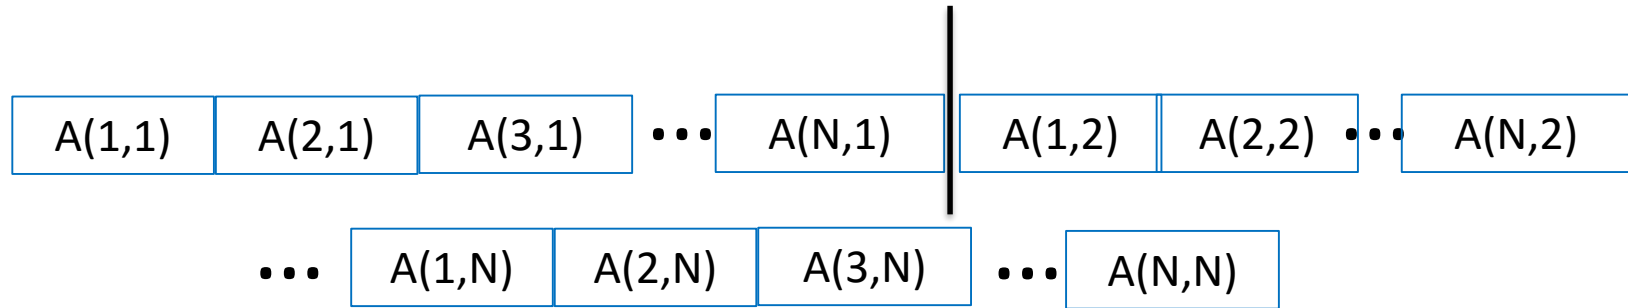 A(1,1) A(2,1) A(3,1) ••• A(N,1) A(1,2) A(2,2) ••• A(N,2)
••• A(1,N) A(2,N) A(3,N) ••• A(N,N)